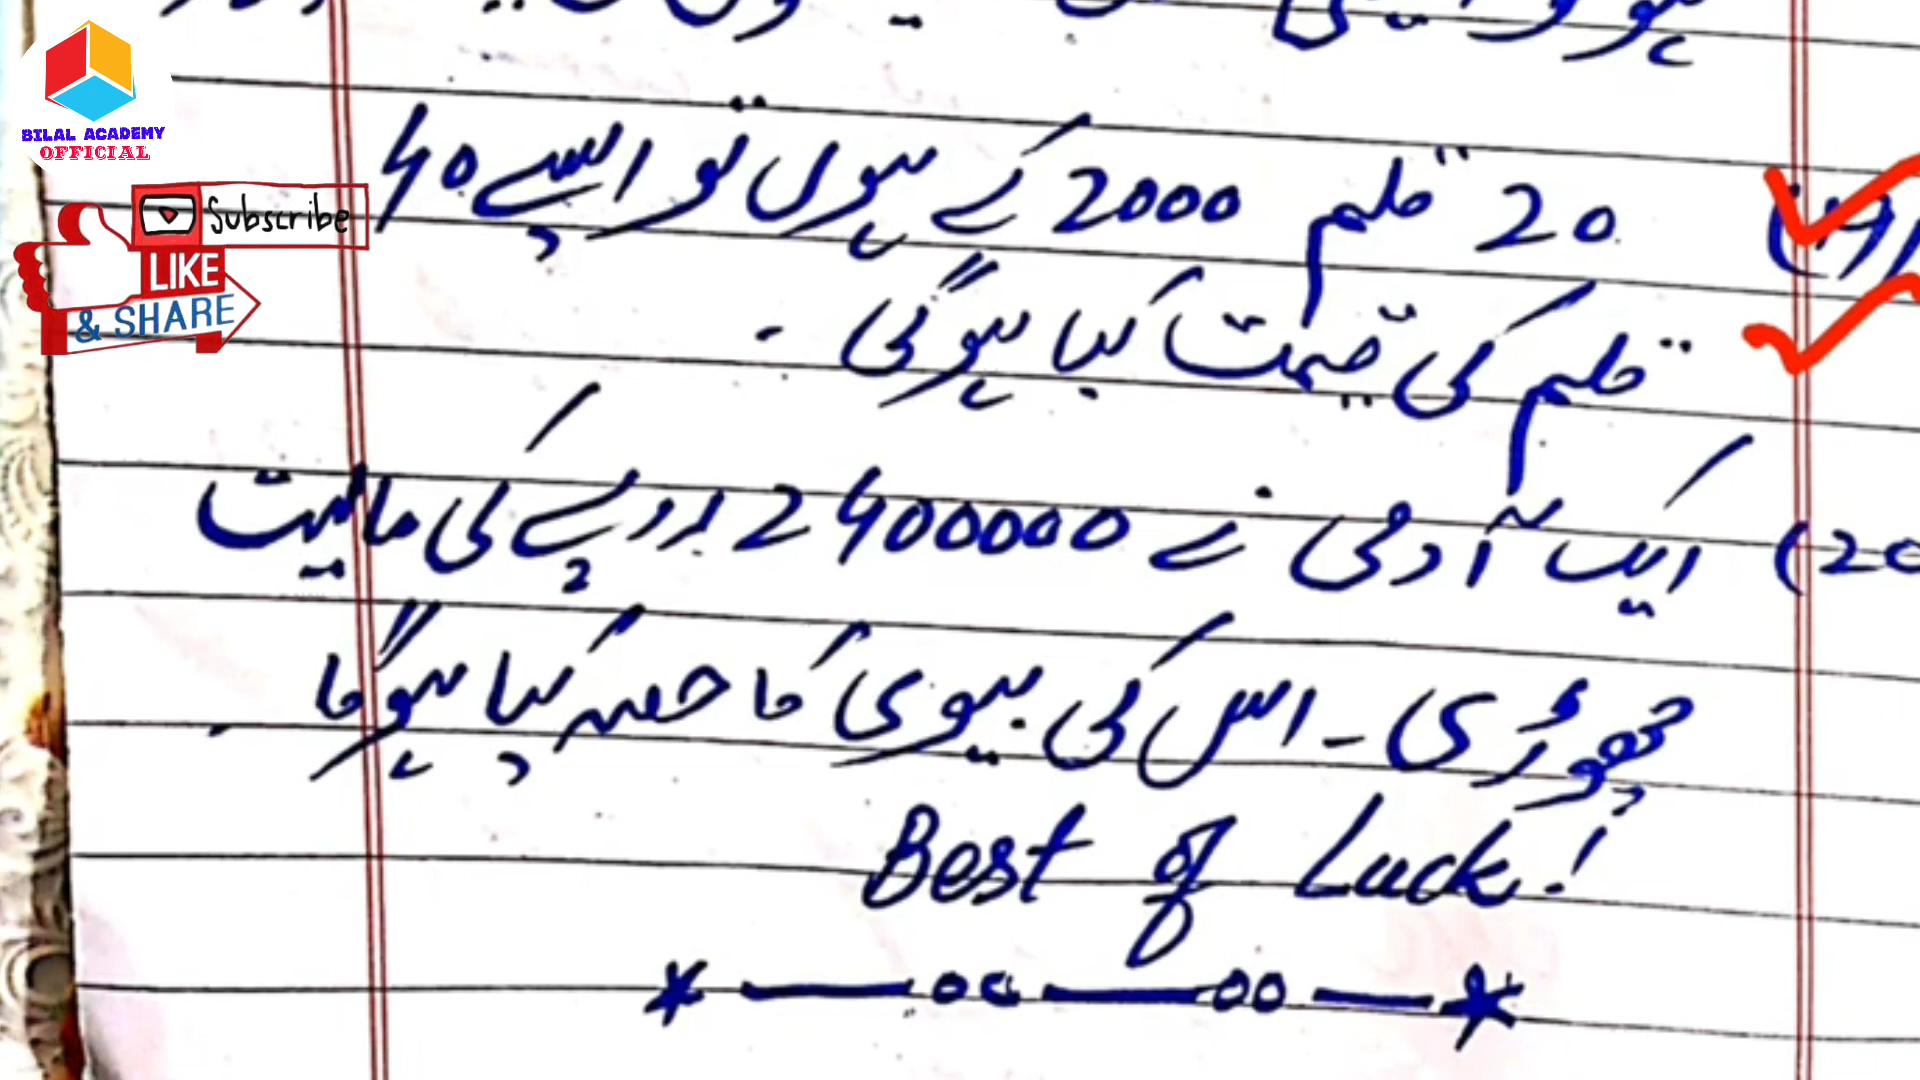 BILAL ACADEMY
OFFICIAL
Subscribe
LIKE
& SHARE
20 قلم 2000 کے ہوں تو ایسے 40
قلم کی قیمت کیا ہوگی -
(20) ایک آدمی نے 2400000 روپے کی مالیت
چھوڑی - اس کی بیوی کا حصہ کیا ہوگا
Best of Luck!